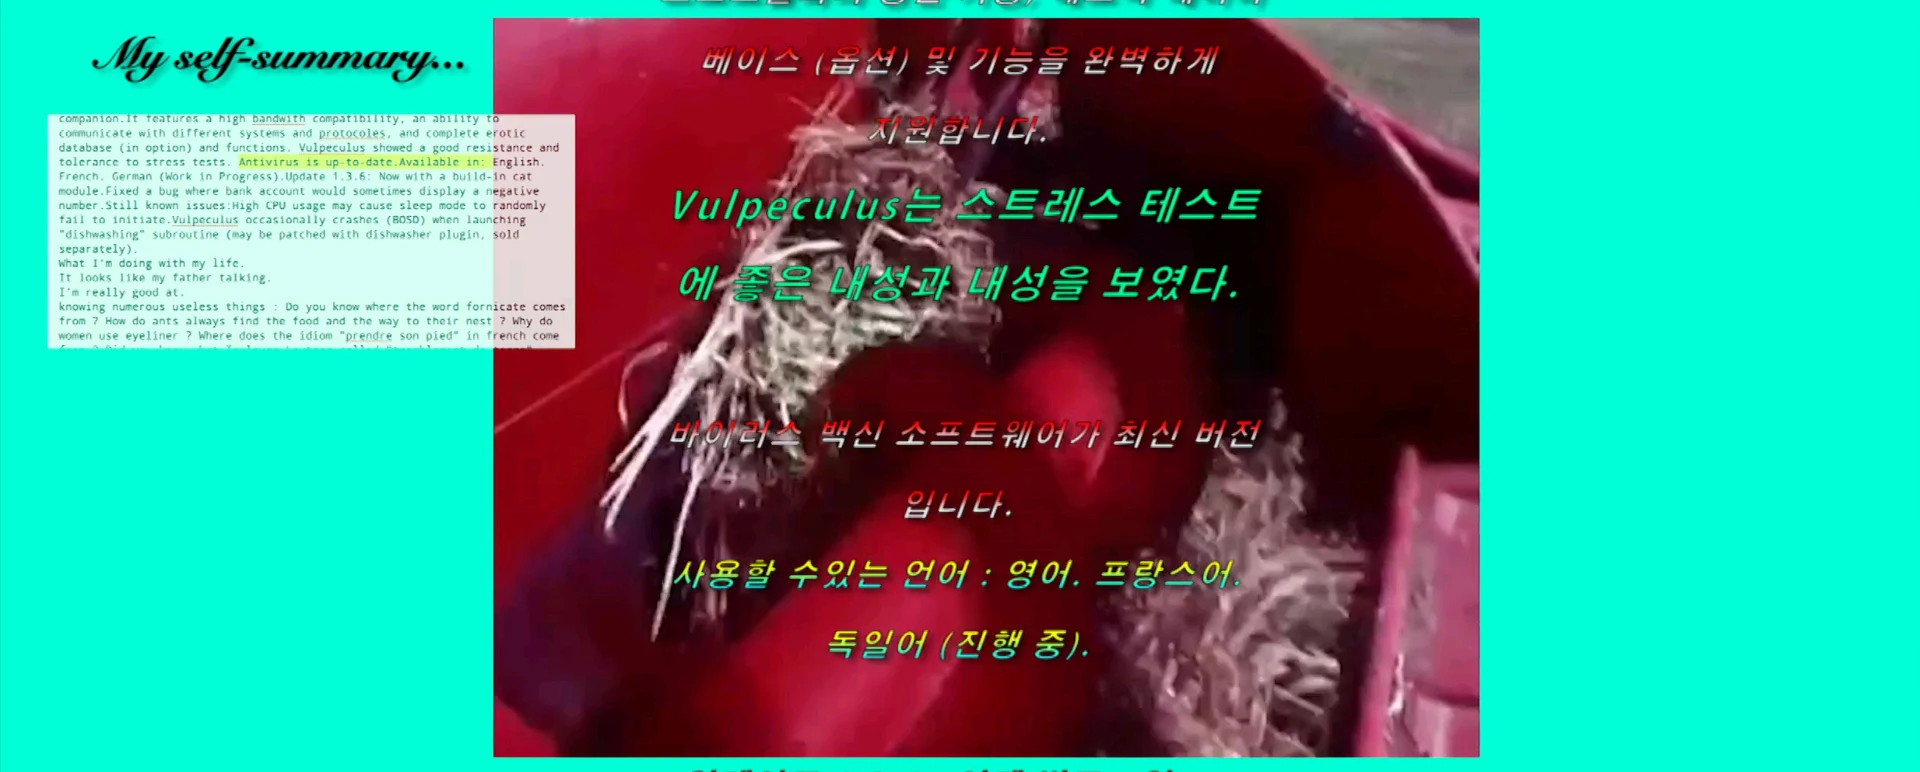 My self-summary...
companion.It features a high bandwith compatibility, an ability to
communicate with different systems and protocoles, and complete erotic
database (in option) and functions. Vulpeculus showed a good resistance and
tolerance to stress tests. Antivirus is up-to-date.Available in: English.
French. German (Work in Progress).Update 1.3.6: Now with a build-in cat
module.Fixed a bug where bank account would sometimes display a negative
number.Still known issues:High CPU usage may cause sleep mode to randomly
fail to initiate.Vulpeculus occasionally crashes (BOSD) when launching
"dishwashing" subroutine (may be patched with dishwasher plugin, sold
separately).
What I'm doing with my life.
It looks like my father talking.
I'm really good at.
knowing numerous useless things : Do you know where the word fornicate comes
from ? How do ants always find the food and the way to their nest ? Why do
women use eyeliner ? Where does the idiom "prendre son pied" in french come
베이스 (옵션) 및 기능을 완벽하게
지원합니다.
Vulpeculus는 스트레스 테스트
에 좋은 내성과 내성을 보였다.
바이러스 백신 소프트웨어가 최신 버전
입니다.
사용할 수있는 언어 : 영어. 프랑스어.
독일어 (진행 중).